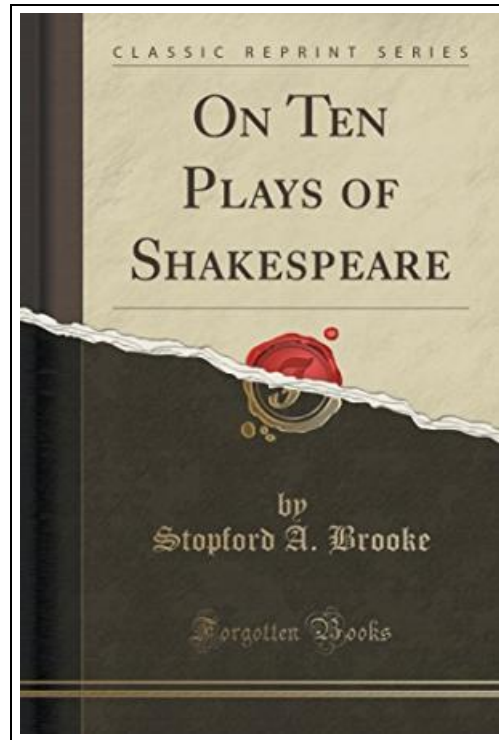 CLASSIC REPRINT SERIES
ON TEN
PLAYS OF
SHAKESPEARE
by
Stopford A. Brooke
Forgotten Books